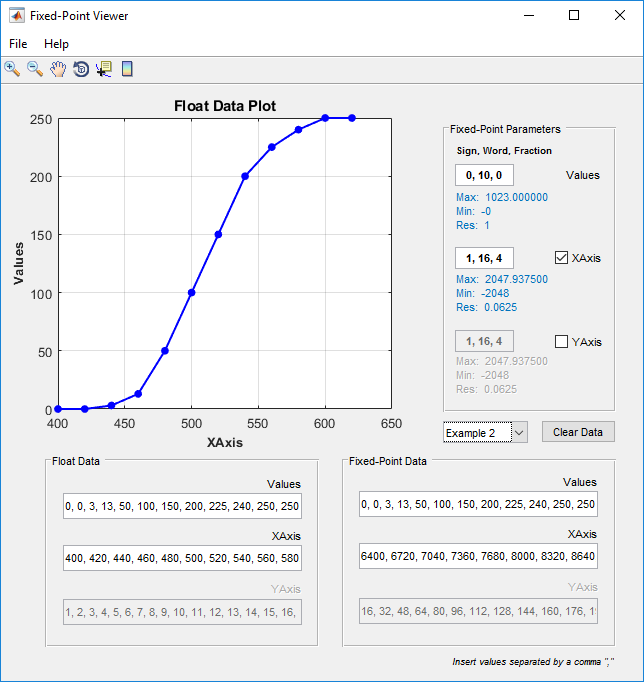 Fixed-Point Viewer
File Help
Float Data Plot
250
200
150
100
50
0
400 450 500 550 600 650
Values
XAxis
Fixed-Point Parameters
Sign, Word, Fraction
0, 10, 0 Values
Max: 1023.000000
Min: -0
Res: 1
1, 16, 4 XAxis
Max: 2047.937500
Min: -2048
Res: 0.0625
1, 16, 4 YAxis
Max: 2047.937500
Min: -2048
Res: 0.0625
Example 2 Clear Data
Float Data
Values
0, 0, 3, 13, 50, 100, 150, 200, 225, 240, 250, 250
XAxis
400, 420, 440, 460, 480, 500, 520, 540, 560, 580
YAxis
1, 2, 3, 4, 5, 6, 7, 8, 9, 10, 11, 12, 13, 14, 15, 16,
Fixed-Point Data
Values
0, 0, 3, 13, 50, 100, 150, 200, 225, 240, 250, 250
XAxis
6400, 6720, 7040, 7360, 7680, 8000, 8320, 8640
YAxis
16, 32, 48, 64, 80, 96, 112, 128, 144, 160, 176,
Insert values separated by a comma ","